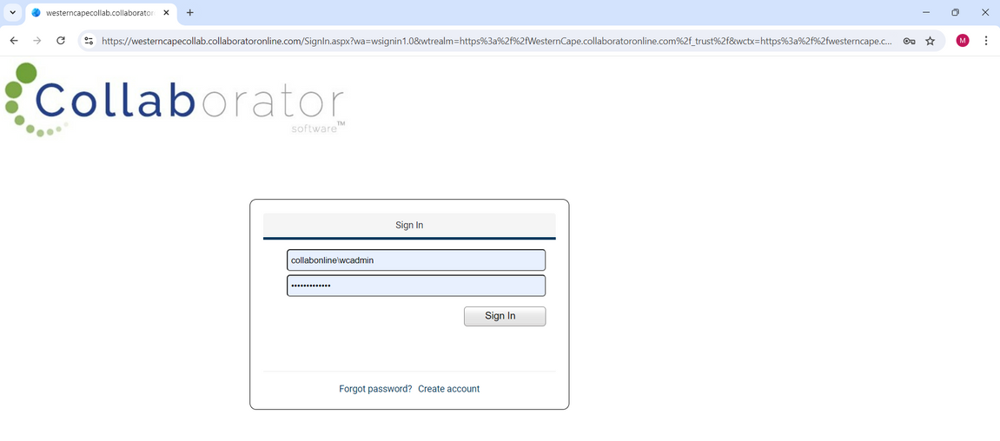 westerncapecollab.collaborator
https://westerncapecollab.collaboratoronline.com/SignIn.aspx?wa=wsignin1.0&wtrealm=https%3a%2f%2fWesternCape.collaboratoronline.com%2f_trust%2f&wctx=https%3a%2f%2fwesterncape.c...
M
Collaborator
software™
Sign In
collabonline\wcadmin
•••••••••••••
Sign In
Forgot password? Create account